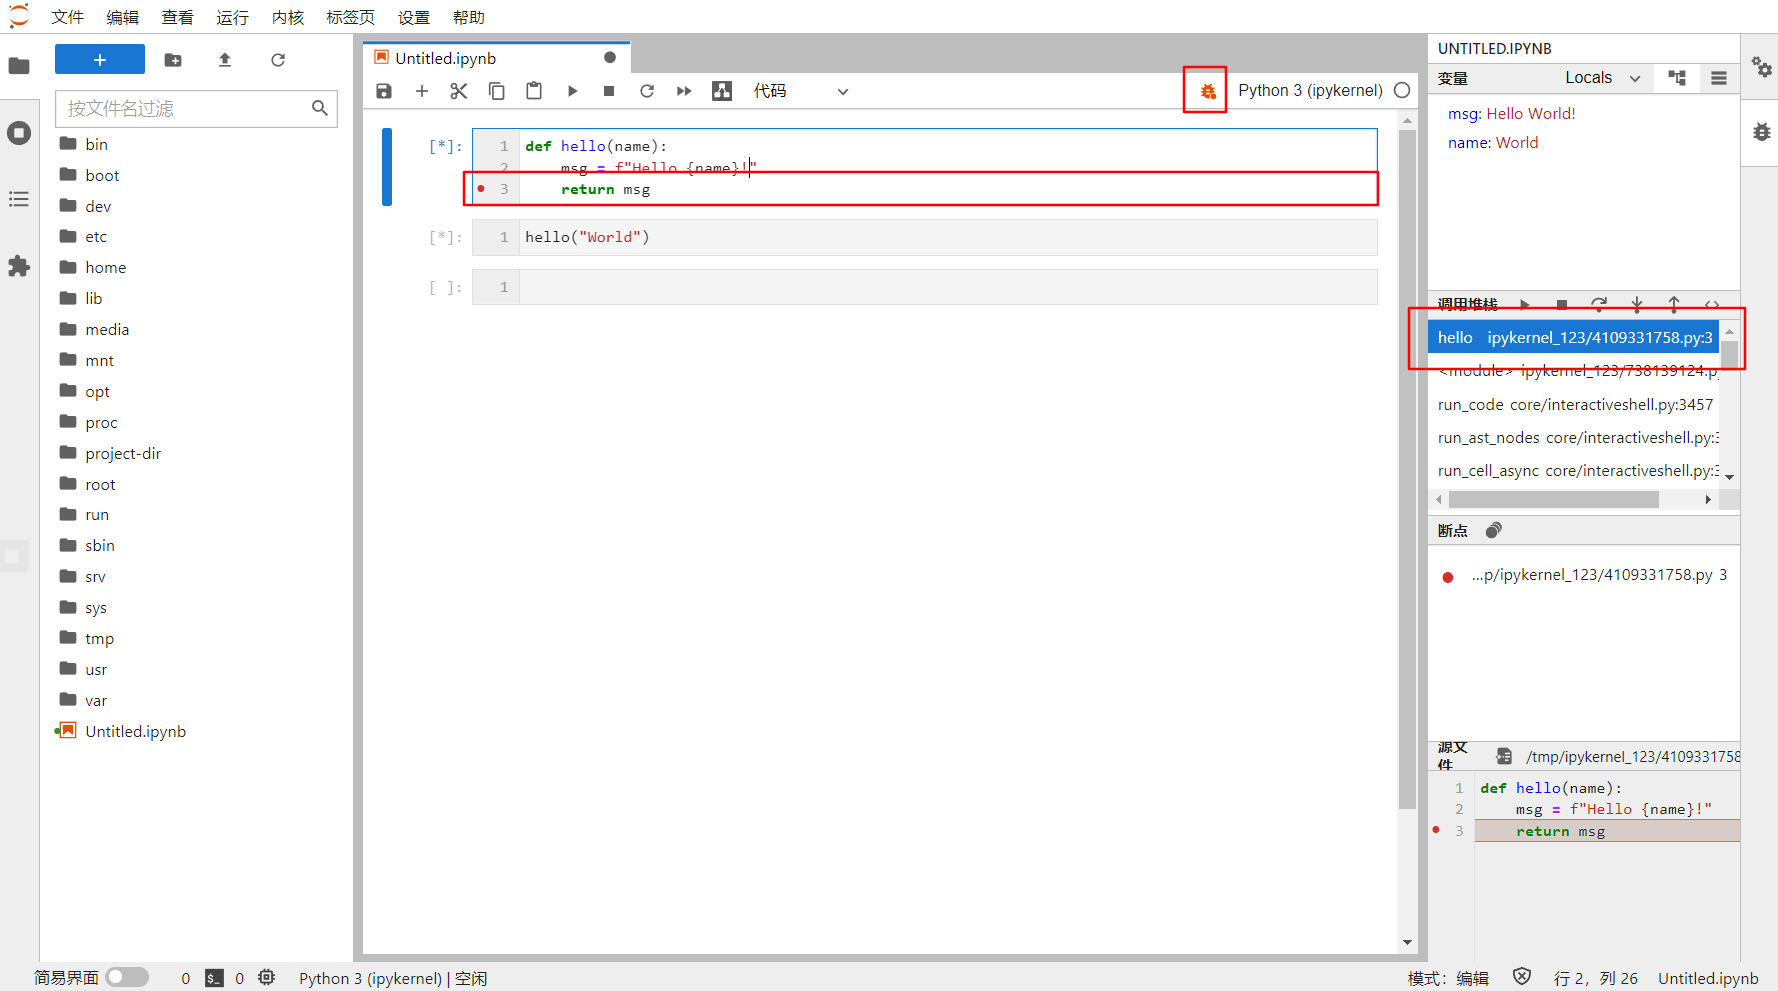 文件 编辑 查看 运行 内核 标签页 设置 帮助
+
按文件名过滤
bin
boot
dev
etc
home
lib
media
mnt
opt
proc
project-dir
root
run
sbin
srv
sys
tmp
usr
var
Untitled.ipynb
Untitled.ipynb
代码
Python 3 (ipykernel)
[*]:
1 def hello(name):
2 msg = f"Hello {name}!"
3 return msg
[*]:
1 hello("World")
[ ]:
1
UNTITLED.IPYNB
变量 Locals
msg: Hello World!
name: World
调用堆栈
hello ipykernel_123/4109331758.py:3
<module> ipykernel_123/738139124.p
run_code core/interactiveshell.py:3457
run_ast_nodes core/interactiveshell.py:3
run_cell_async core/interactiveshell.py:3
断点
...p/ipykernel_123/4109331758.py 3
源文件 /tmp/ipykernel_123/4109331758
1 def hello(name):
2 msg = f"Hello {name}!"
3 return msg
简易界面 0 $_ 0 Python 3 (ipykernel) | 空闲
模式：编辑 行 2，列 26 Untitled.ipynb